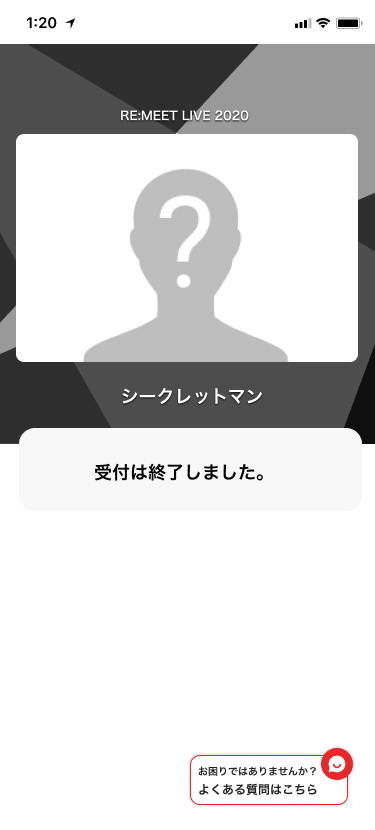 1:20
RE:MEET LIVE 2020
?
シークレットマン
受付は終了しました。
お困りではありませんか？
よくある質問はこちら